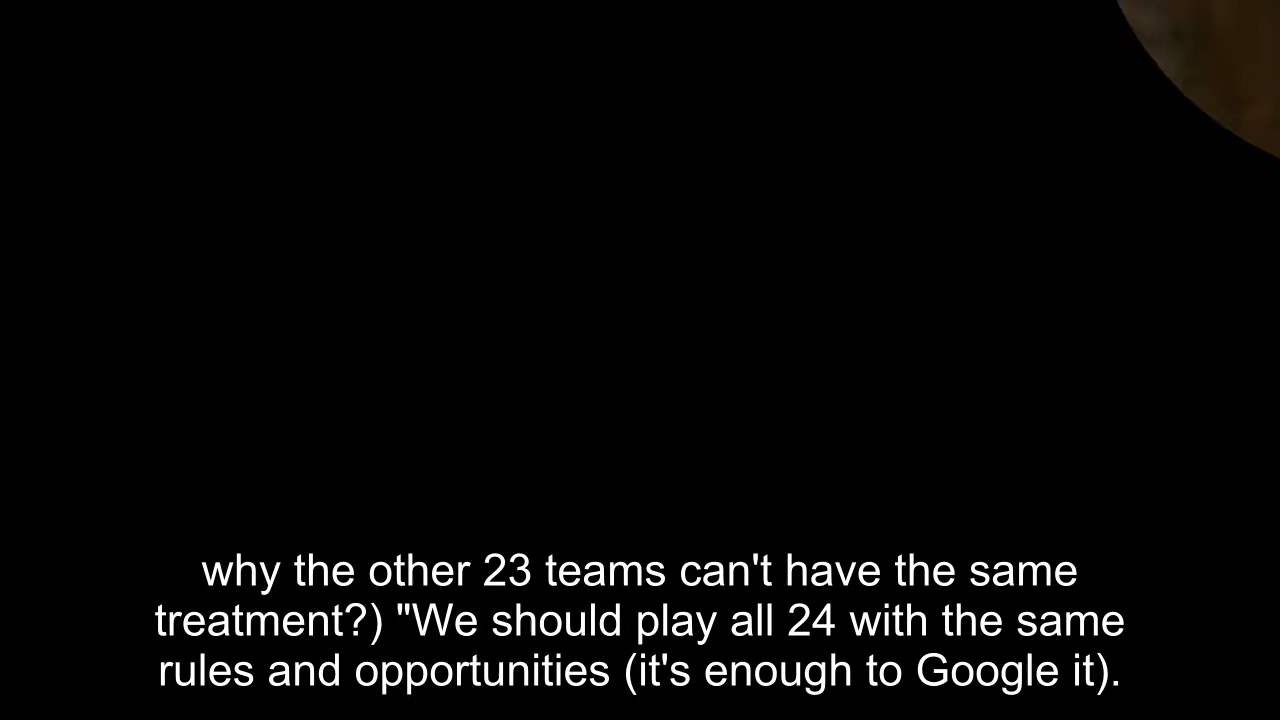 why the other 23 teams can't have the same
treatment?) "We should play all 24 with the same
rules and opportunities (it's enough to Google it).